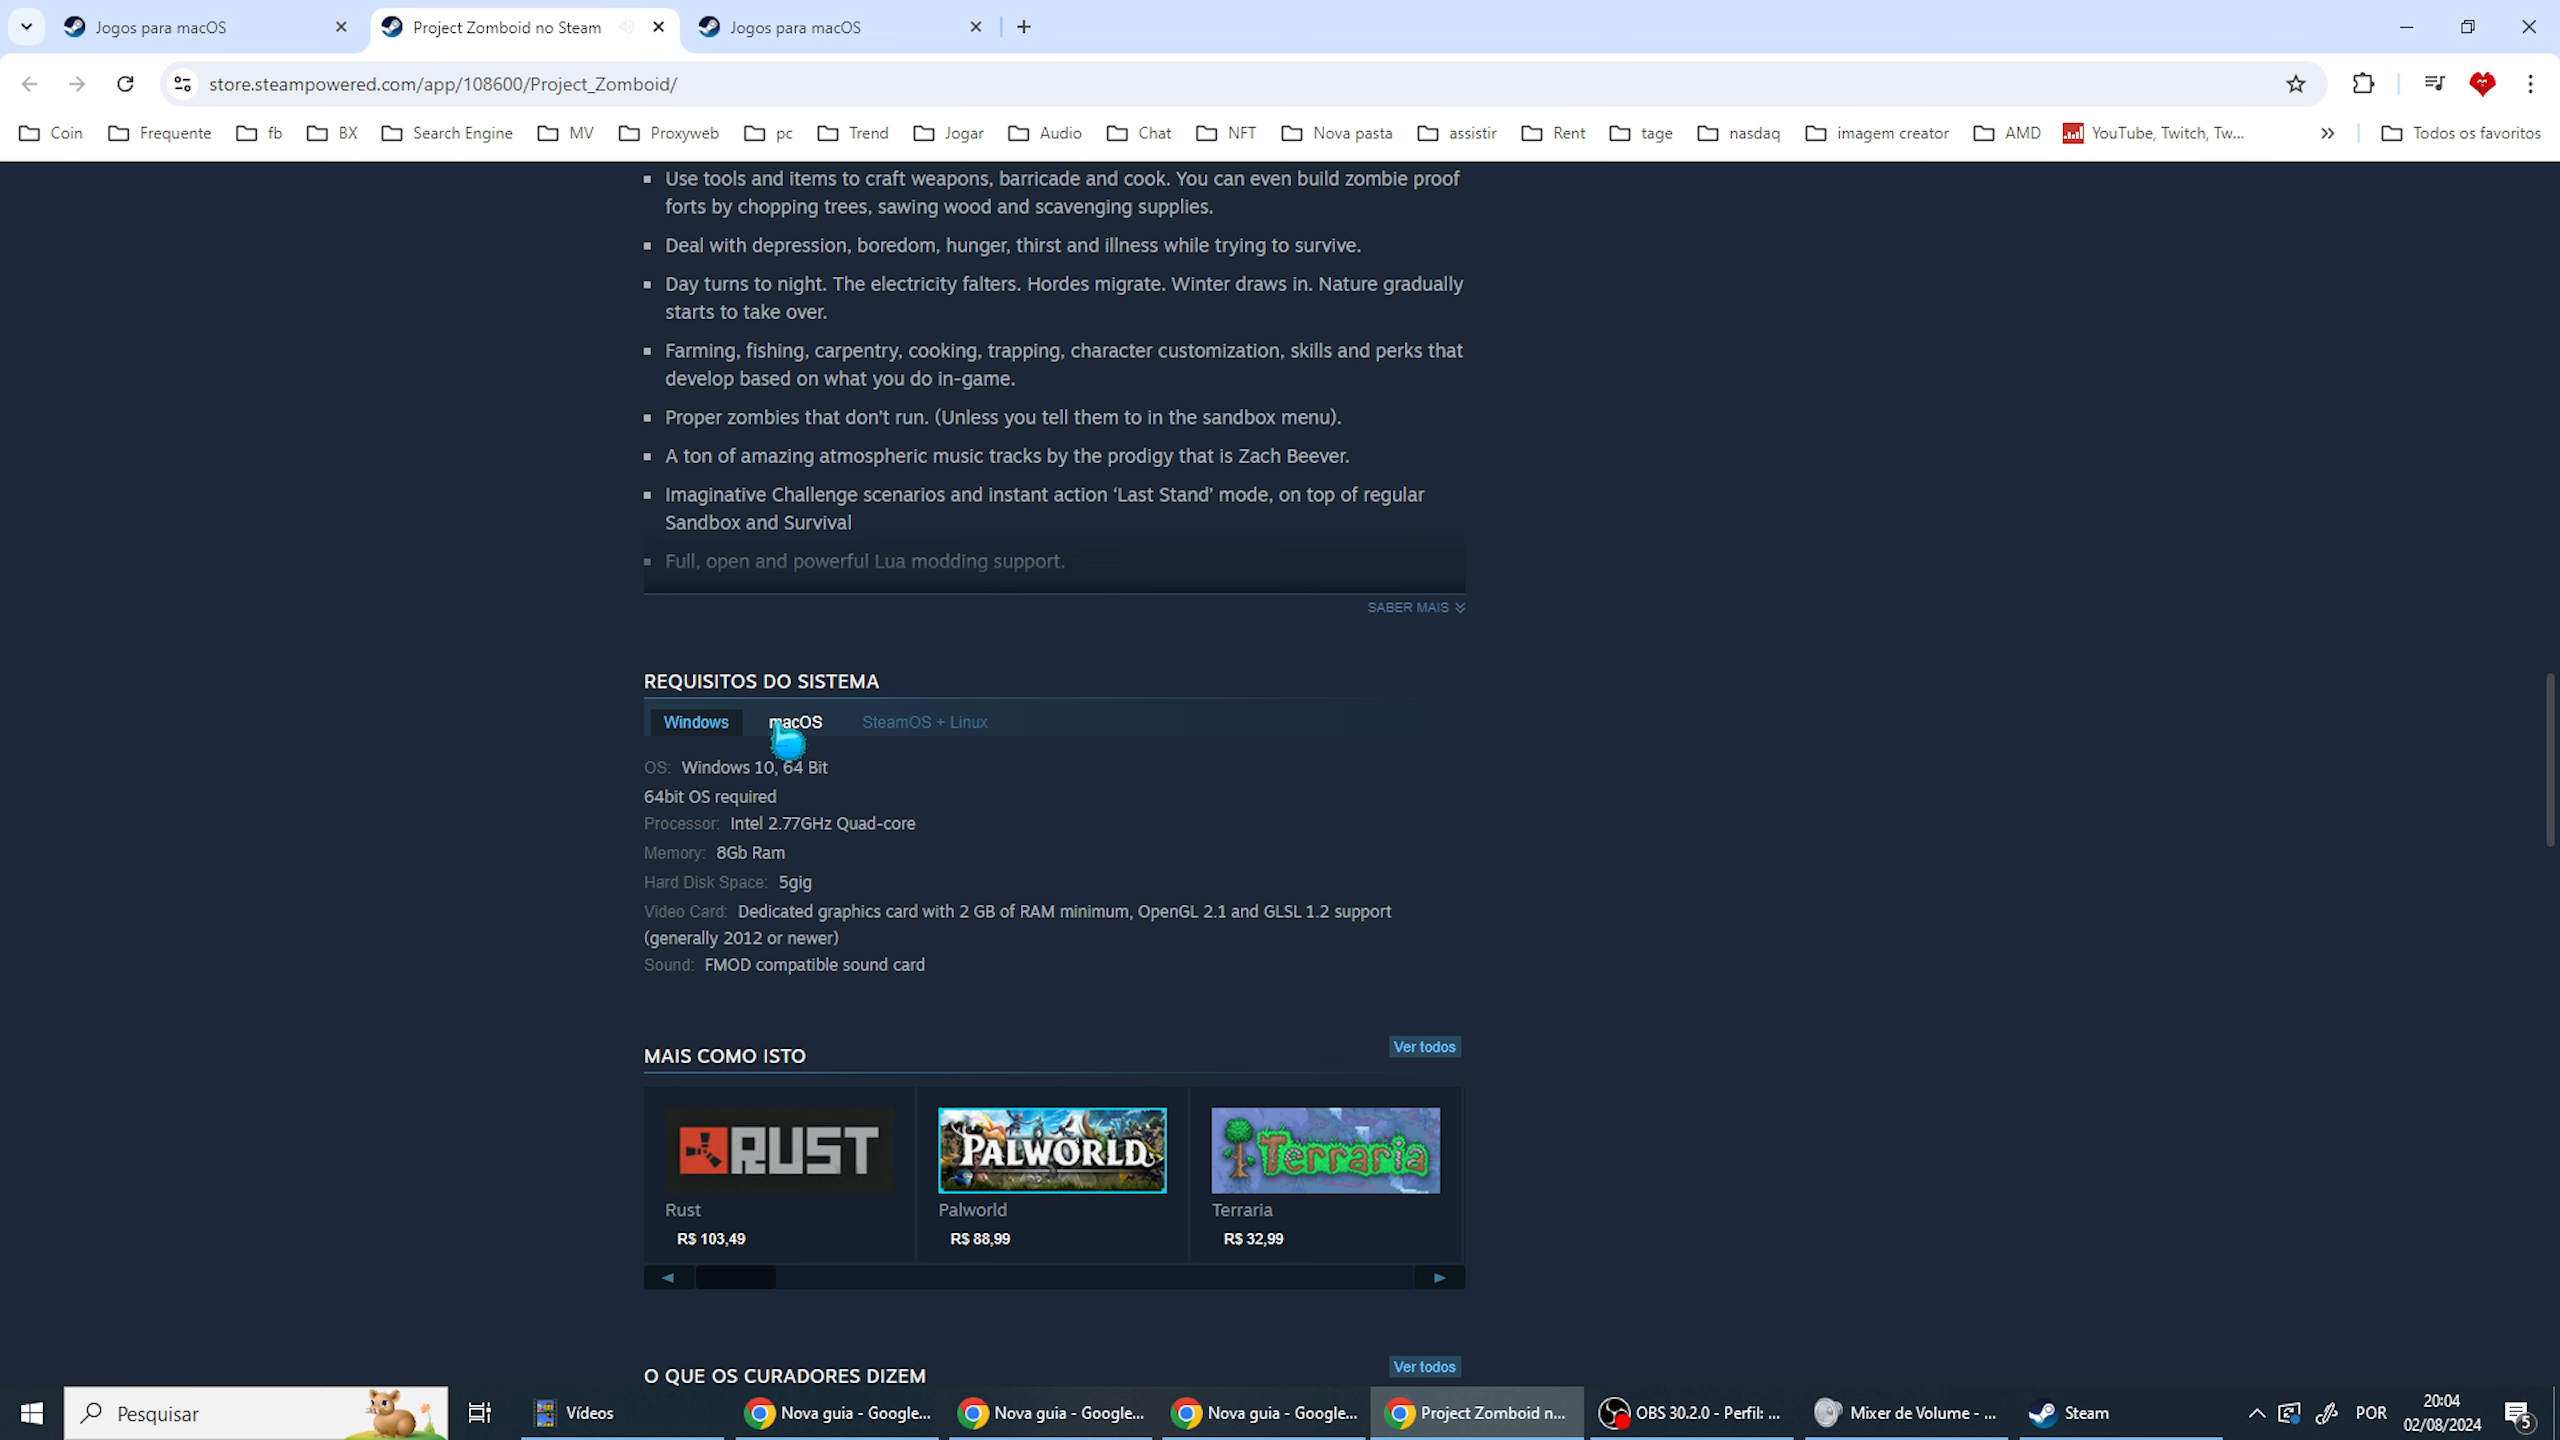 Jogos para macOS
Project Zomboid no Steam
Jogos para macOS
store.steampowered.com/app/108600/Project_Zomboid/
Coin
Frequente
fb
BX
Search Engine
MV
Proxyweb
pc
Trend
Jogar
Audio
Chat
NFT
Nova pasta
assistir
Rent
tage
nasdaq
imagem creator
AMD
YouTube, Twitch, Tw...
Todos os favoritos
Use tools and items to craft weapons, barricade and cook. You can even build zombie proof
forts by chopping trees, sawing wood and scavenging supplies.
Deal with depression, boredom, hunger, thirst and illness while trying to survive.
Day turns to night. The electricity falters. Hordes migrate. Winter draws in. Nature gradually
starts to take over.
Farming, fishing, carpentry, cooking, trapping, character customization, skills and perks that
develop based on what you do in-game.
Proper zombies that don't run. (Unless you tell them to in the sandbox menu).
A ton of amazing atmospheric music tracks by the prodigy that is Zach Beever.
Imaginative Challenge scenarios and instant action ‘Last Stand’ mode, on top of regular
Sandbox and Survival
Full, open and powerful Lua modding support.
SABER MAIS
REQUISITOS DO SISTEMA
Windows
macOS
SteamOS + Linux
OS: Windows 10, 64 Bit
64bit OS required
Processor: Intel 2.77GHz Quad-core
Memory: 8Gb Ram
Hard Disk Space: 5gig
Video Card: Dedicated graphics card with 2 GB of RAM minimum, OpenGL 2.1 and GLSL 1.2 support
(generally 2012 or newer)
Sound: FMOD compatible sound card
MAIS COMO ISTO
Ver todos
RUST
PALWORLD
Terraria
Rust
Palworld
Terraria
R$ 103,49
R$ 88,99
R$ 32,99
O QUE OS CURADORES DIZEM
Ver todos
Pesquisar
Vídeos
Nova guia - Google...
Nova guia - Google...
Nova guia - Google...
Project Zomboid n...
OBS 30.2.0 - Perfil: ...
Mixer de Volume - ...
Steam
POR
20:04
02/08/2024
5